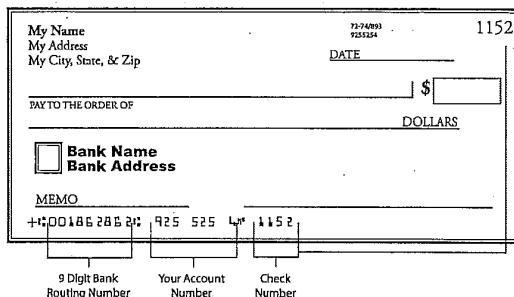 My Name
My Address
My City, State, & Zip
72-74/893
9255254
1152
DATE
$
PAY TO THE ORDER OF
DOLLARS
Bank Name
Bank Address
MEMO
001862862 925 525 4 1152
9 Digit Bank
Routing Number
Your Account
Number
Check
Number